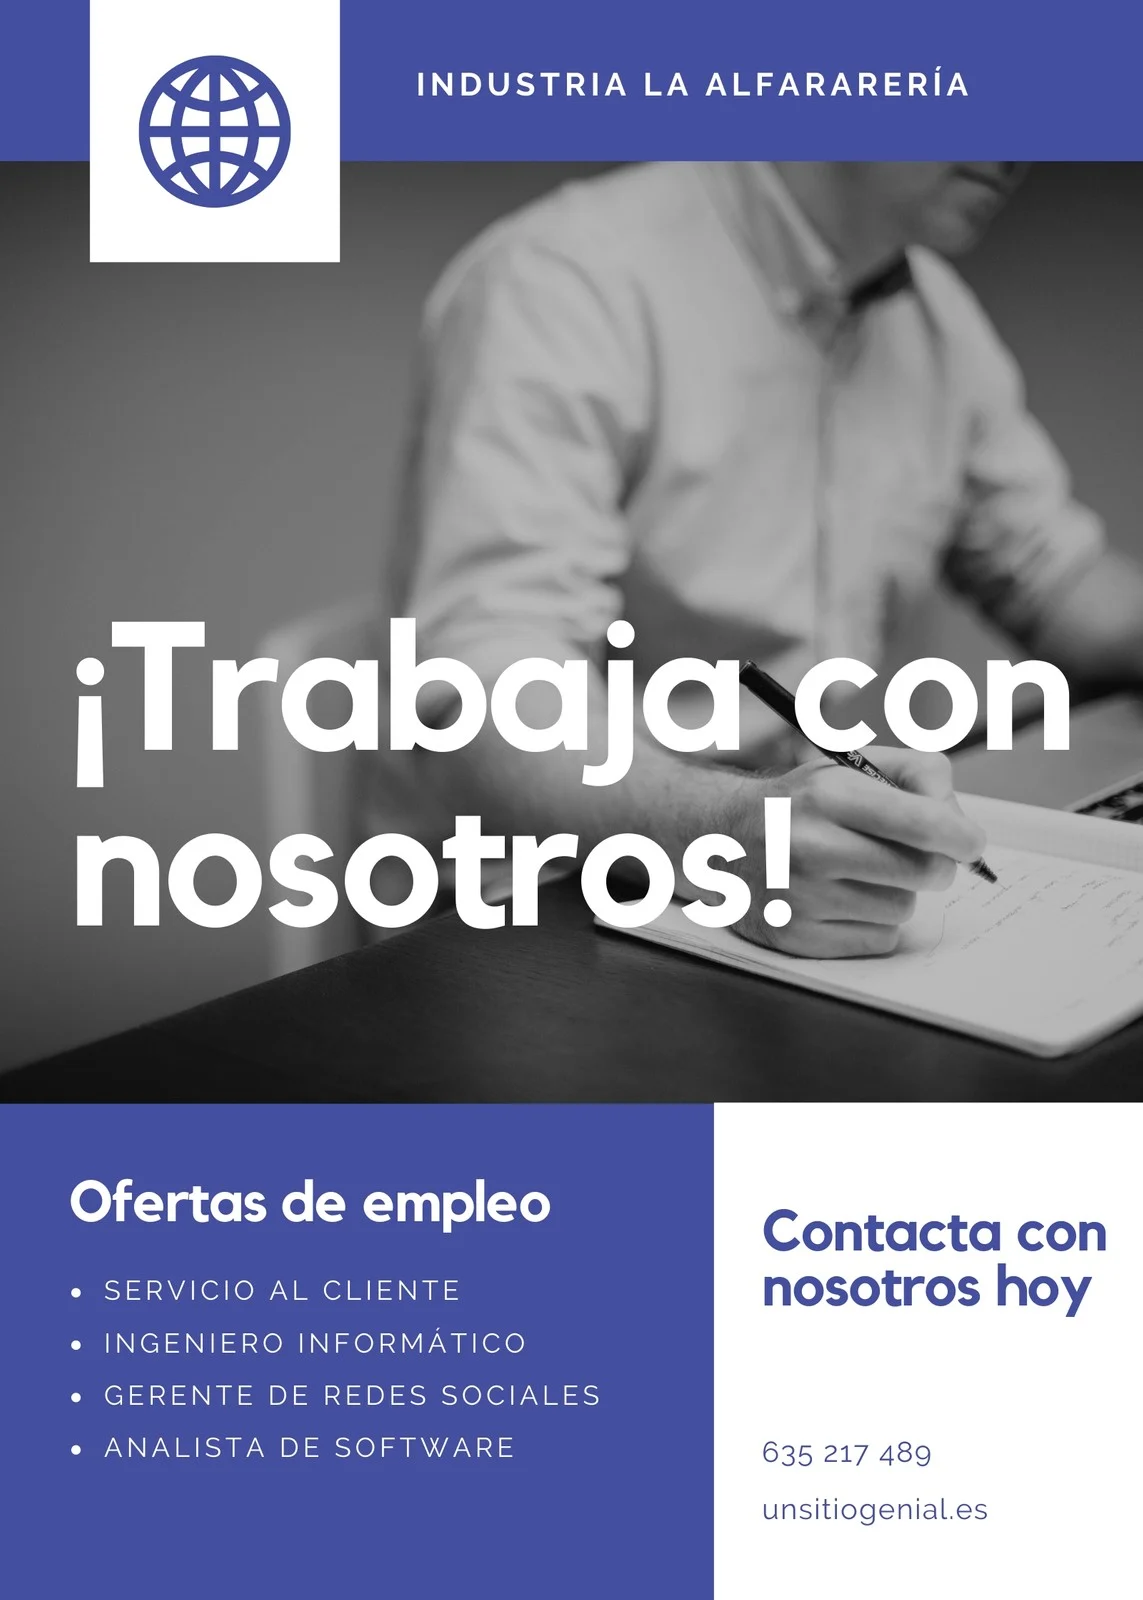 INDUSTRIA LA ALFARARERÍA
¡Trabaja con
nosotros!
Ofertas de empleo
• SERVICIO AL CLIENTE
• INGENIERO INFORMÁTICO
• GERENTE DE REDES SOCIALES
• ANALISTA DE SOFTWARE
Contacta con
nosotros hoy
635 217 489
unsitiogenial.es